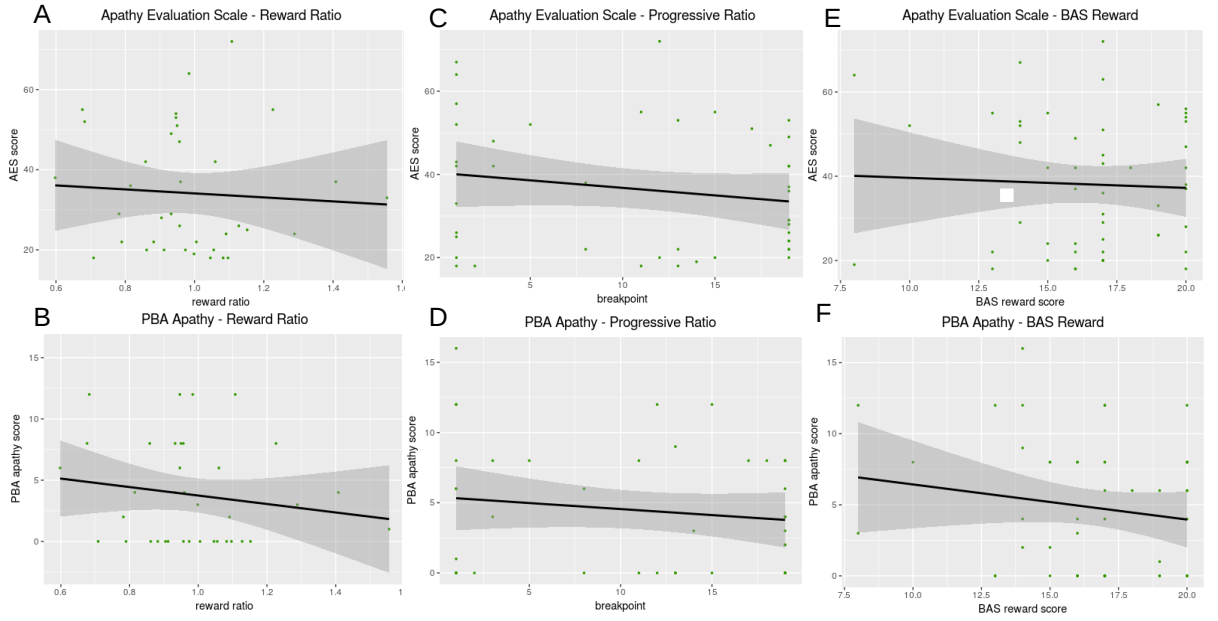 A
Apathy Evaluation Scale - Reward Ratio
AES score
60
40
20
0.6 0.8 1.0 1.2 1.4 1.
reward ratio
B
PBA Apathy - Reward Ratio
PBA apathy score
15
10
5
0
0.6 0.8 1.0 1.2 1.4 1
reward ratio
C
Apathy Evaluation Scale - Progressive Ratio
AES score
60
40
20
5 10 15
breakpoint
D
PBA Apathy - Progressive Ratio
PBA apathy score
15
10
5
0
5 10 15
breakpoint
E
Apathy Evaluation Scale - BAS Reward
AES score
60
40
20
7.5 10.0 12.5 15.0 17.5 20.0
BAS reward score
F
PBA Apathy - BAS Reward
PBA apathy score
15
10
5
0
7.5 10.0 12.5 15.0 17.5 20.0
BAS reward score